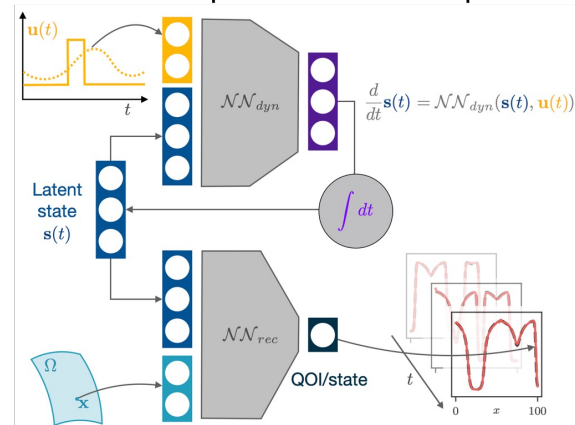 u(t)
t
𝒩𝒩_dyn
d/dt s(t) = 𝒩𝒩_dyn(s(t), u(t))
Latent
state
s(t)
∫ dt
𝒩𝒩_rec
QOI/state
Ω
x
t
0 x 100